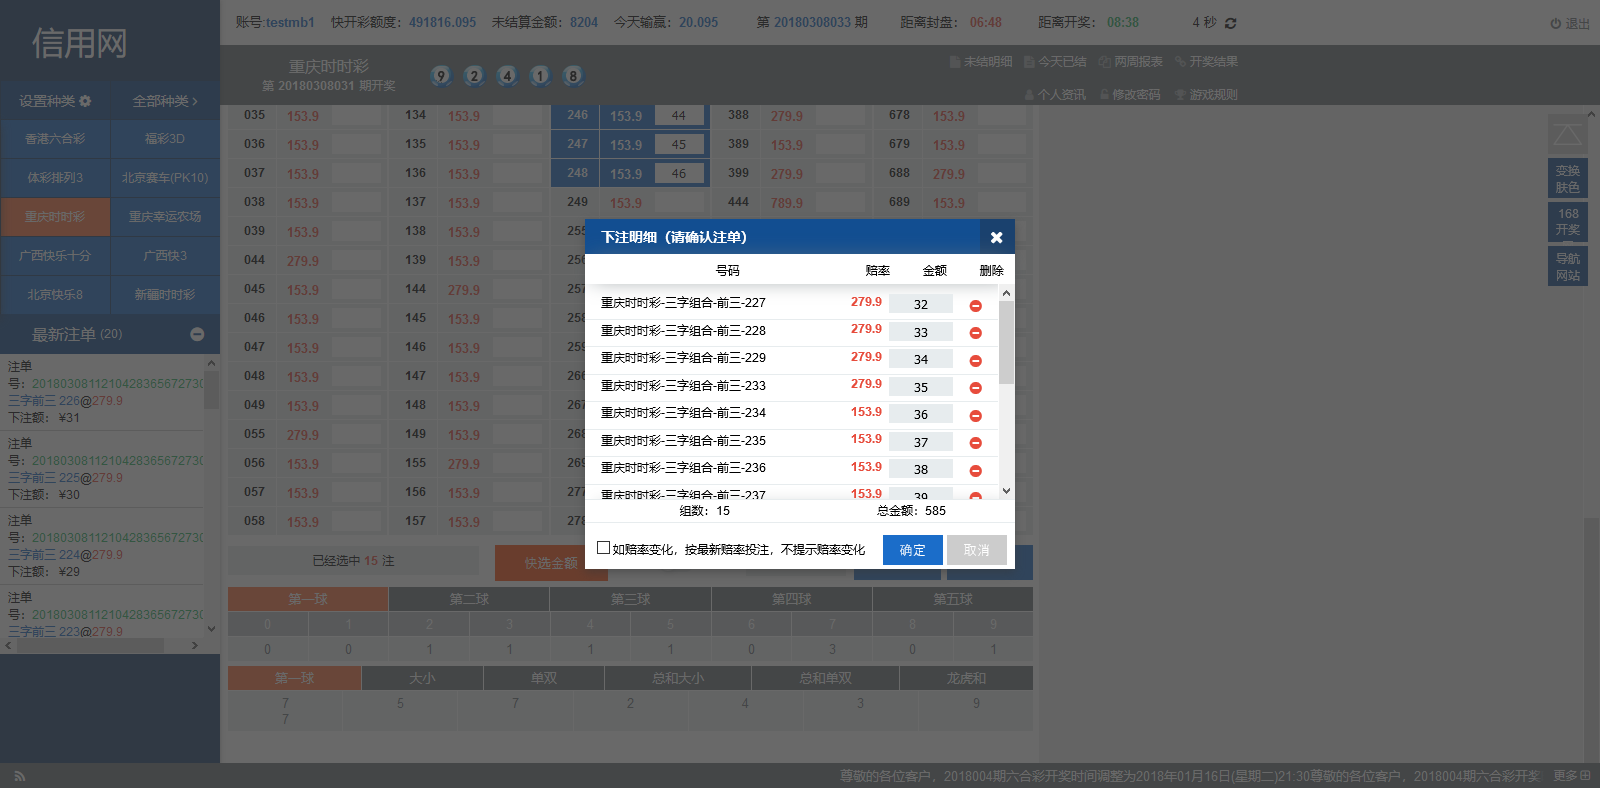 信用网
账号:testmb1 快开彩额度：491816.095 未结算金额：8204 今天输赢：20.095 第 20180308033 期 距离封盘：06:48 距离开奖：08:38 4 秒 退出
重庆时时彩
第 20180308031 期开奖
9 2 4 1 8
未结明细 今天已结 两周报表 开奖结果
个人资讯 修改密码 游戏规则
设置种类 全部种类
香港六合彩 福彩3D
体彩排列3 北京赛车(PK10)
重庆时时彩 重庆幸运农场
广西快乐十分 广西快3
北京快乐8 新疆时时彩
最新注单 (20)
注单
号：2018030811210428365672730
三字前三 226@279.9
下注额： ¥31
注单
号：2018030811210428365672730
三字前三 225@279.9
下注额： ¥30
注单
号：2018030811210428365672730
三字前三 224@279.9
下注额： ¥29
注单
号：2018030811210428365672730
三字前三 223@279.9
035 153.9 134 153.9 246 153.9 44 388 279.9 678 153.9
036 153.9 135 153.9 247 153.9 45 389 153.9 679 153.9
037 153.9 136 153.9 248 153.9 46 399 279.9 688 279.9
038 153.9 137 153.9 249 153.9 444 789.9 689 153.9
039 153.9 138 153.9 255
044 279.9 139 153.9 256
045 153.9 144 279.9 257
046 153.9 145 153.9 258
047 153.9 146 153.9 259
048 153.9 147 153.9 266
049 153.9 148 153.9 267
055 279.9 149 153.9 268
056 153.9 155 279.9 269
057 153.9 156 153.9 277
058 153.9 157 153.9 278
下注明细（请确认注单）
号码 赔率 金额 删除
重庆时时彩-三字组合-前三-227 279.9 32
重庆时时彩-三字组合-前三-228 279.9 33
重庆时时彩-三字组合-前三-229 279.9 34
重庆时时彩-三字组合-前三-233 279.9 35
重庆时时彩-三字组合-前三-234 153.9 36
重庆时时彩-三字组合-前三-235 153.9 37
重庆时时彩-三字组合-前三-236 153.9 38
重庆时时彩-三字组合-前三-237 153.9 39
组数：15 总金额：585
如赔率变化，按最新赔率投注，不提示赔率变化 确定 取消
已经选中 15 注 快选金额
第一球 第二球 第三球 第四球 第五球
0 1 2 3 4 5 6 7 8 9
0 0 1 1 1 1 0 3 0 1
第一球 大小 单双 总和大小 总和单双 龙虎和
7 5 7 2 4 3 9
7
变换
肤色
168
开奖
导航
网站
尊敬的各位客户，2018004期六合彩开奖时间调整为2018年01月16日(星期二)21:30尊敬的各位客户，2018004期六合彩开奖 更多